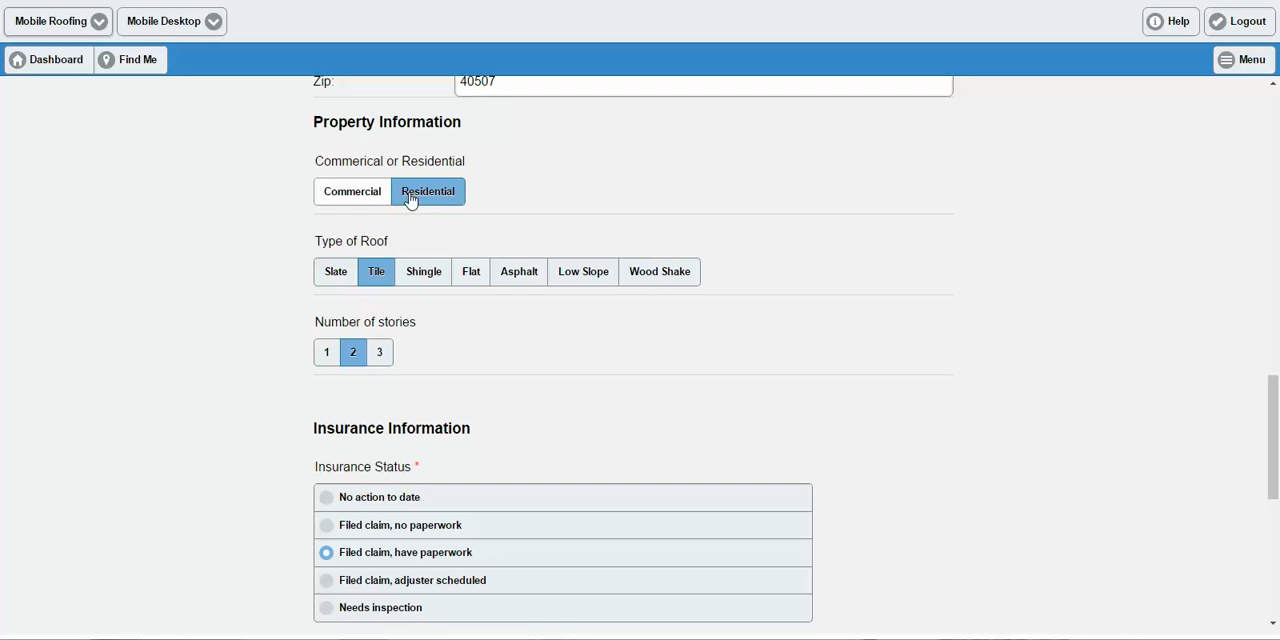 Mobile Roofing Mobile Desktop Help Logout
Dashboard Find Me Menu
Zip: 40507
Property Information
Commerical or Residential
Commercial Residential
Type of Roof
Slate Tile Shingle Flat Asphalt Low Slope Wood Shake
Number of stories
1 2 3
Insurance Information
Insurance Status *
No action to date
Filed claim, no paperwork
Filed claim, have paperwork
Filed claim, adjuster scheduled
Needs inspection